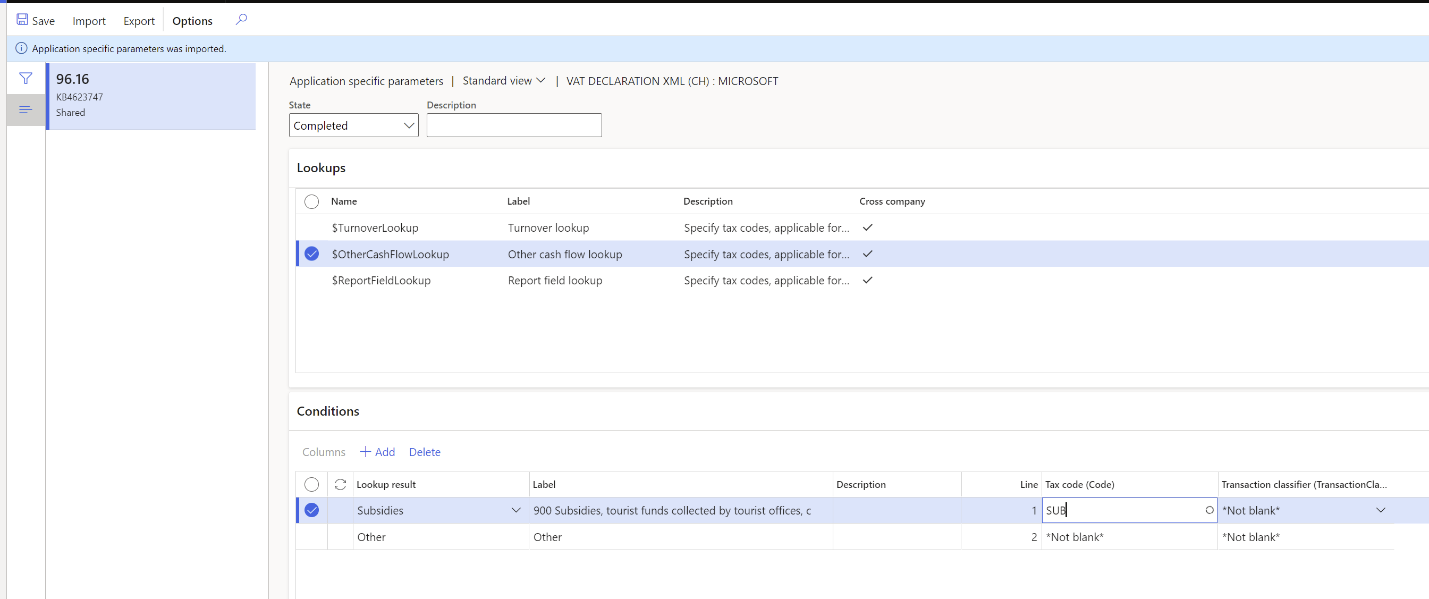 Save Import Export Options
Application specific parameters was imported.
96.16
KB4623747
Shared
Application specific parameters | Standard view | VAT DECLARATION XML (CH) : MICROSOFT
State Description
Completed
Lookups
Name Label Description Cross company
$TurnoverLookup Turnover lookup Specify tax codes, applicable for...
$OtherCashFlowLookup Other cash flow lookup Specify tax codes, applicable for...
$ReportFieldLookup Report field lookup Specify tax codes, applicable for...
Conditions
Columns + Add Delete
Lookup result Label Description Line Tax code (Code) Transaction classifier (TransactionCla...
Subsidies 900 Subsidies, tourist funds collected by tourist offices, c 1 SUB *Not blank*
Other Other 2 *Not blank* *Not blank*